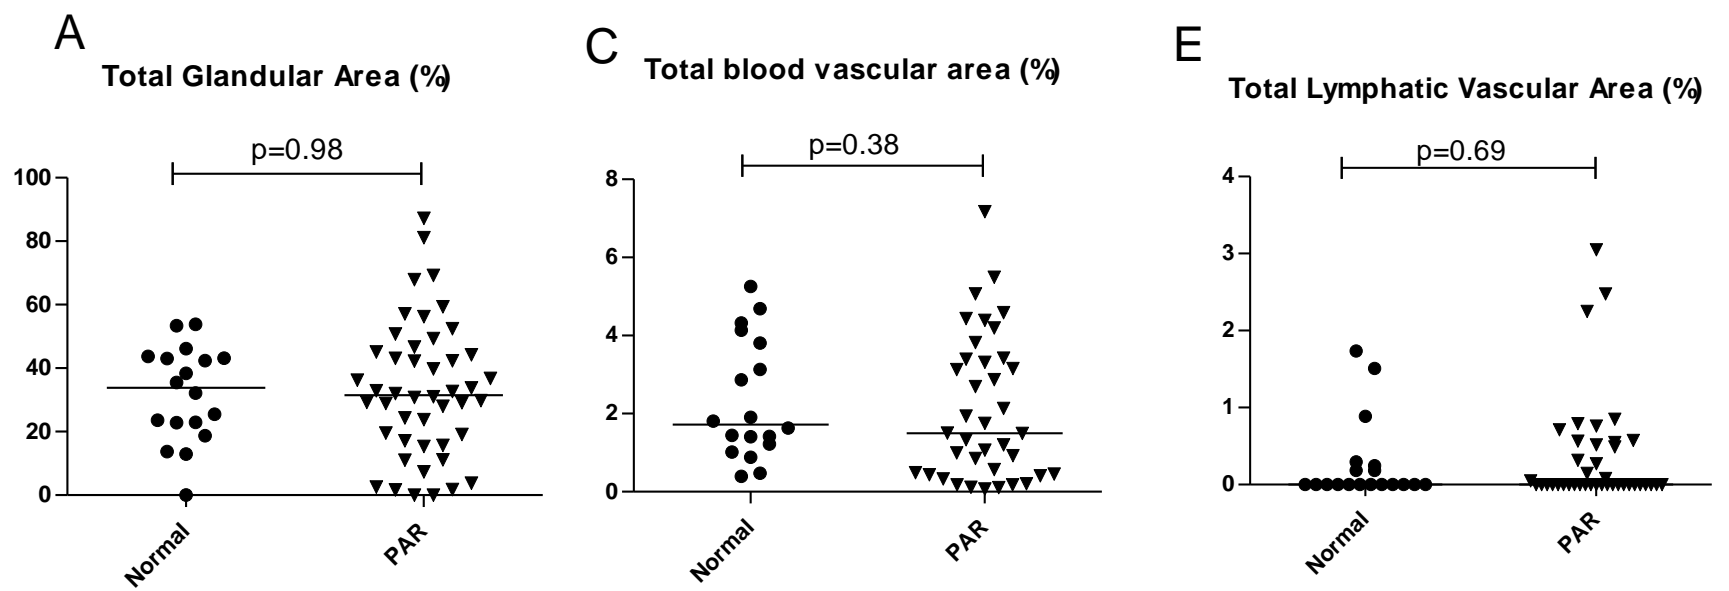 A
Total Glandular Area (%)
p=0.98
100
80
60
40
20
0
Normal
PAR
C
Total blood vascular area (%)
p=0.38
8
6
4
2
0
Normal
PAR
E
Total Lymphatic Vascular Area (%)
p=0.69
4
3
2
1
0
Normal
PAR